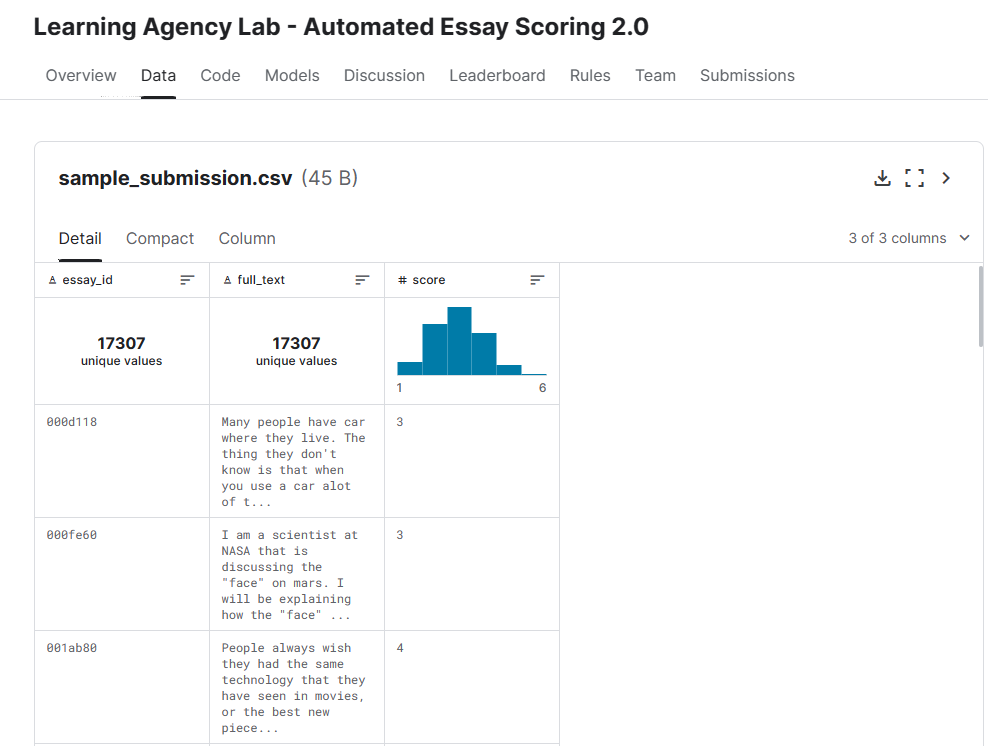 Learning Agency Lab - Automated Essay Scoring 2.0
Overview Data Code Models Discussion Leaderboard Rules Team Submissions
sample_submission.csv (45 B)
Detail Compact Column 3 of 3 columns
essay_id full_text # score
17307 17307
unique values unique values
1 6
000d118 Many people have car 3
where they live. The
thing they don't
know is that when
you use a car alot
of t...
000fe60 I am a scientist at 3
NASA that is
discussing the
"face" on mars. I
will be explaining
how the "face" ...
001ab80 People always wish 4
they had the same
technology that they
have seen in movies,
or the best new
piece...